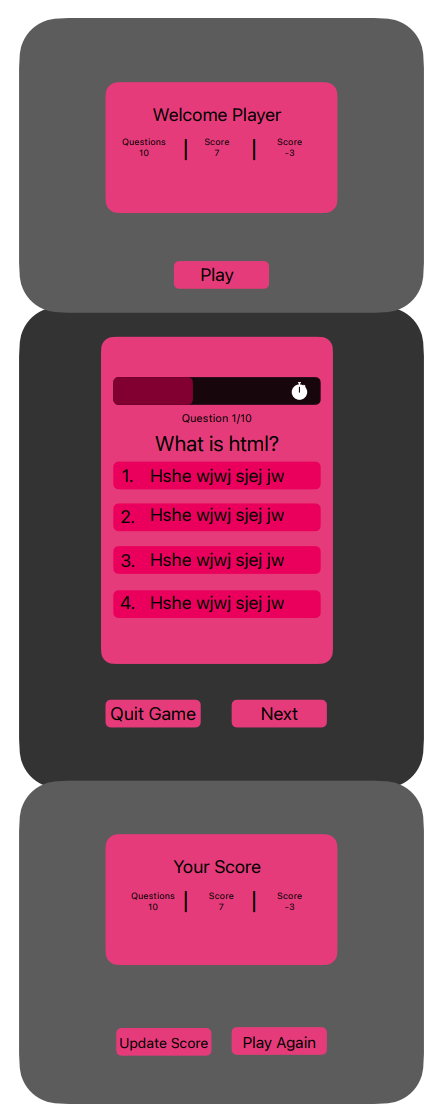 Welcome Player
Questions Score Score
10 7 -3
Play
Question 1/10
What is html?
1. Hshe wjwj sjej jw
2. Hshe wjwj sjej jw
3. Hshe wjwj sjej jw
4. Hshe wjwj sjej jw
Quit Game Next
Your Score
Questions Score Score
10 7 -3
Update Score Play Again